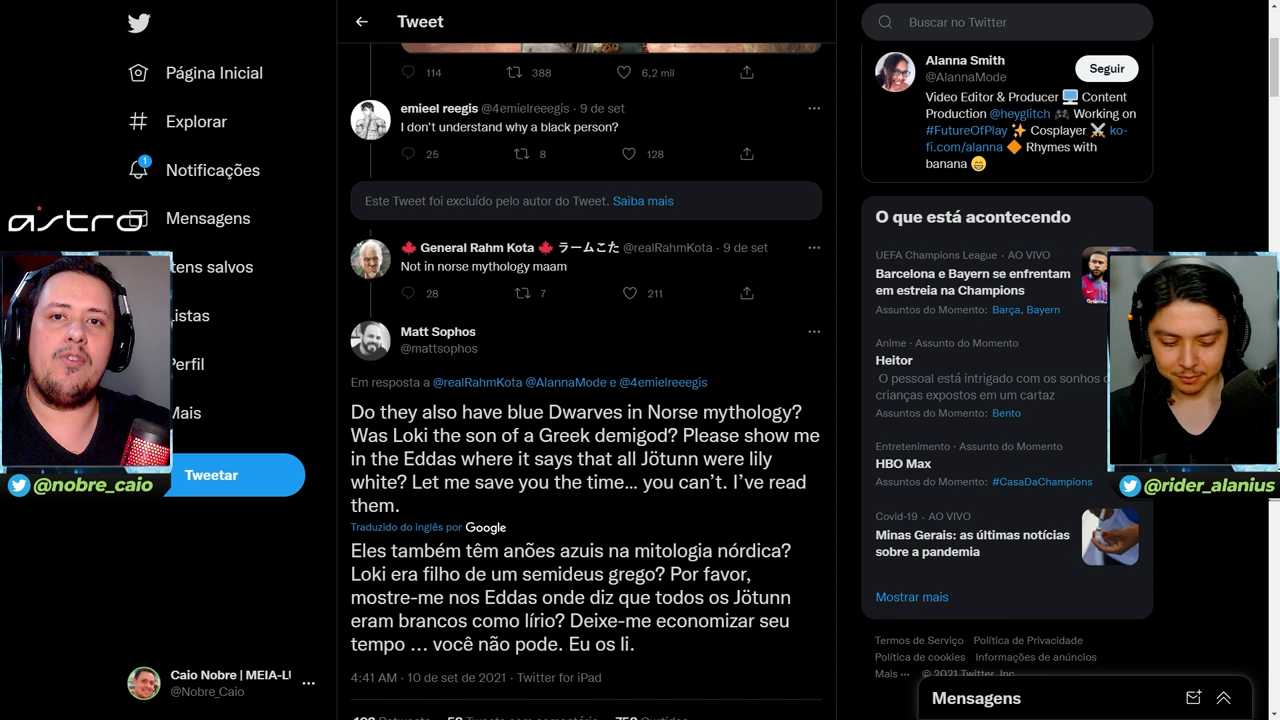 Tweet
Buscar no Twitter
Página Inicial
Explorar
1
Notificações
Mensagens
Itens salvos
Listas
Perfil
Mais
Tweetar
astro
@nobre_caio
Caio Nobre | MEIA-LU
@Nobre_Caio
114 388 6,2 mil
emieel reegis @4emielreeegis · 9 de set
I don't understand why a black person?
25 8 128
Este Tweet foi excluído pelo autor do Tweet. Saiba mais
General Rahm Kota ラームこた @realRahmKota · 9 de set
Not in norse mythology maam
28 7 211
Matt Sophos
@mattsophos
Em resposta a @realRahmKota @AlannaMode e @4emielreeegis
Do they also have blue Dwarves in Norse mythology?
Was Loki the son of a Greek demigod? Please show me
in the Eddas where it says that all Jötunn were lily
white? Let me save you the time... you can't. I've read
them.
Traduzido do inglês por Google
Eles também têm anões azuis na mitologia nórdica?
Loki era filho de um semideus grego? Por favor,
mostre-me nos Eddas onde diz que todos os Jötunn
eram brancos como lírio? Deixe-me economizar seu
tempo ... você não pode. Eu os li.
4:41 AM · 10 de set de 2021 · Twitter for iPad
Alanna Smith
@AlannaMode
Seguir
Video Editor & Producer Content
Production @heyglitch Working on
#FutureOfPlay Cosplayer ko-
fi.com/alanna Rhymes with
banana
O que está acontecendo
UEFA Champions League · AO VIVO
Barcelona e Bayern se enfrentam
em estreia na Champions
Assuntos do Momento: Barça, Bayern
Anime · Assunto do Momento
Heitor
O pessoal está intrigado com os sonhos
crianças expostos em um cartaz
Assuntos do Momento: Bento
Entretenimento · Assunto do Momento
HBO Max
Assuntos do Momento: #CasaDaChampions
@rider_alanius
Covid-19 · AO VIVO
Minas Gerais: as últimas notícias
sobre a pandemia
Mostrar mais
Termos de Serviço Política de Privacidade
Política de cookies Informações de anúncios
Mais ··· © 2021 Twitter, Inc.
Mensagens